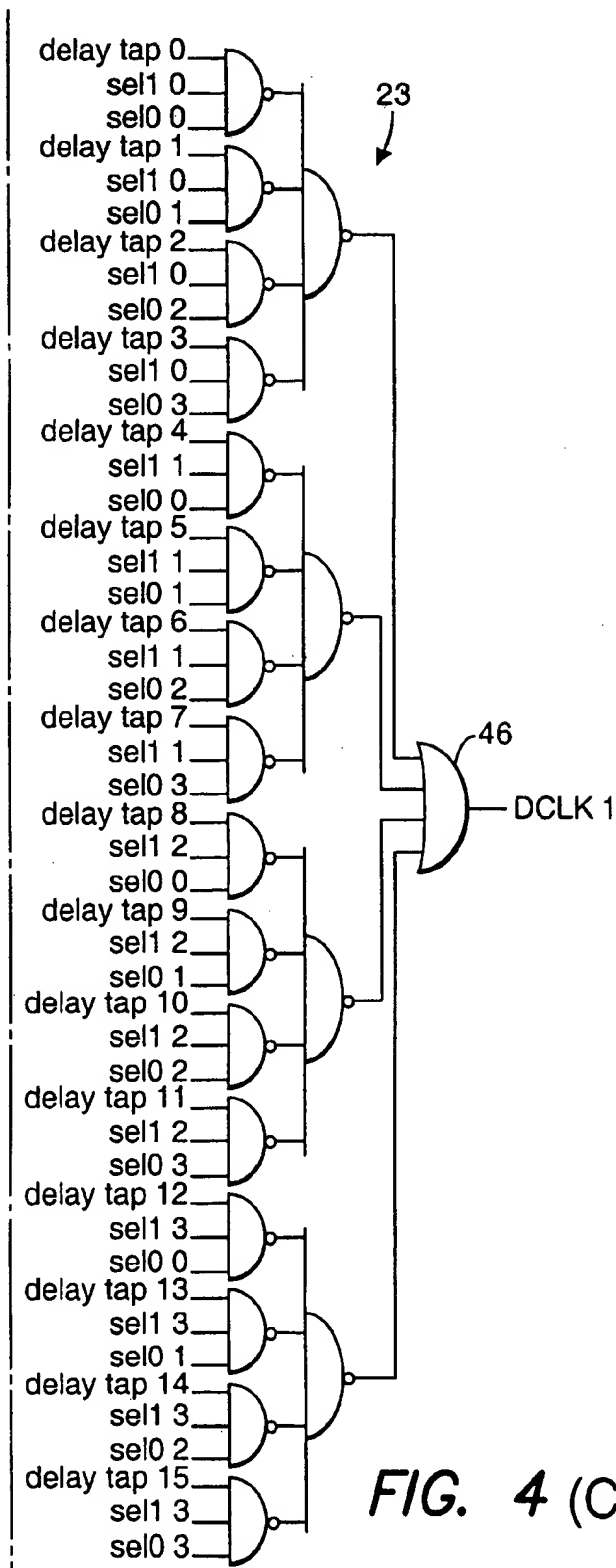 delay tap 0
sel1 0
sel0 0
delay tap 1
sel1 0
sel0 1
delay tap 2
sel1 0
sel0 2
delay tap 3
sel1 0
sel0 3
delay tap 4
sel1 1
sel0 0
delay tap 5
sel1 1
sel0 1
delay tap 6
sel1 1
sel0 2
delay tap 7
sel1 1
sel0 3
delay tap 8
sel1 2
sel0 0
delay tap 9
sel1 2
sel0 1
delay tap 10
sel1 2
sel0 2
delay tap 11
sel1 2
sel0 3
delay tap 12
sel1 3
sel0 0
delay tap 13
sel1 3
sel0 1
delay tap 14
sel1 3
sel0 2
delay tap 15
sel1 3
sel0 3
23
46
DCLK 1
FIG. 4 (C